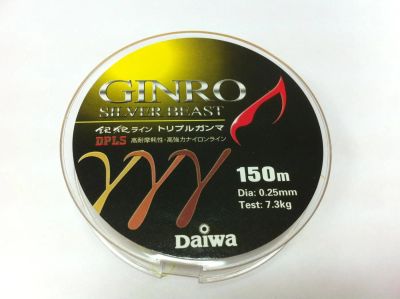 GINRO
SILVER BEAST
銀狼ライン トリプルガンマ
DPLS 高耐摩耗性・高強力ナイロンライン
γγγ
150m
Dia: 0.25mm
Test: 7.3kg
Daiwa